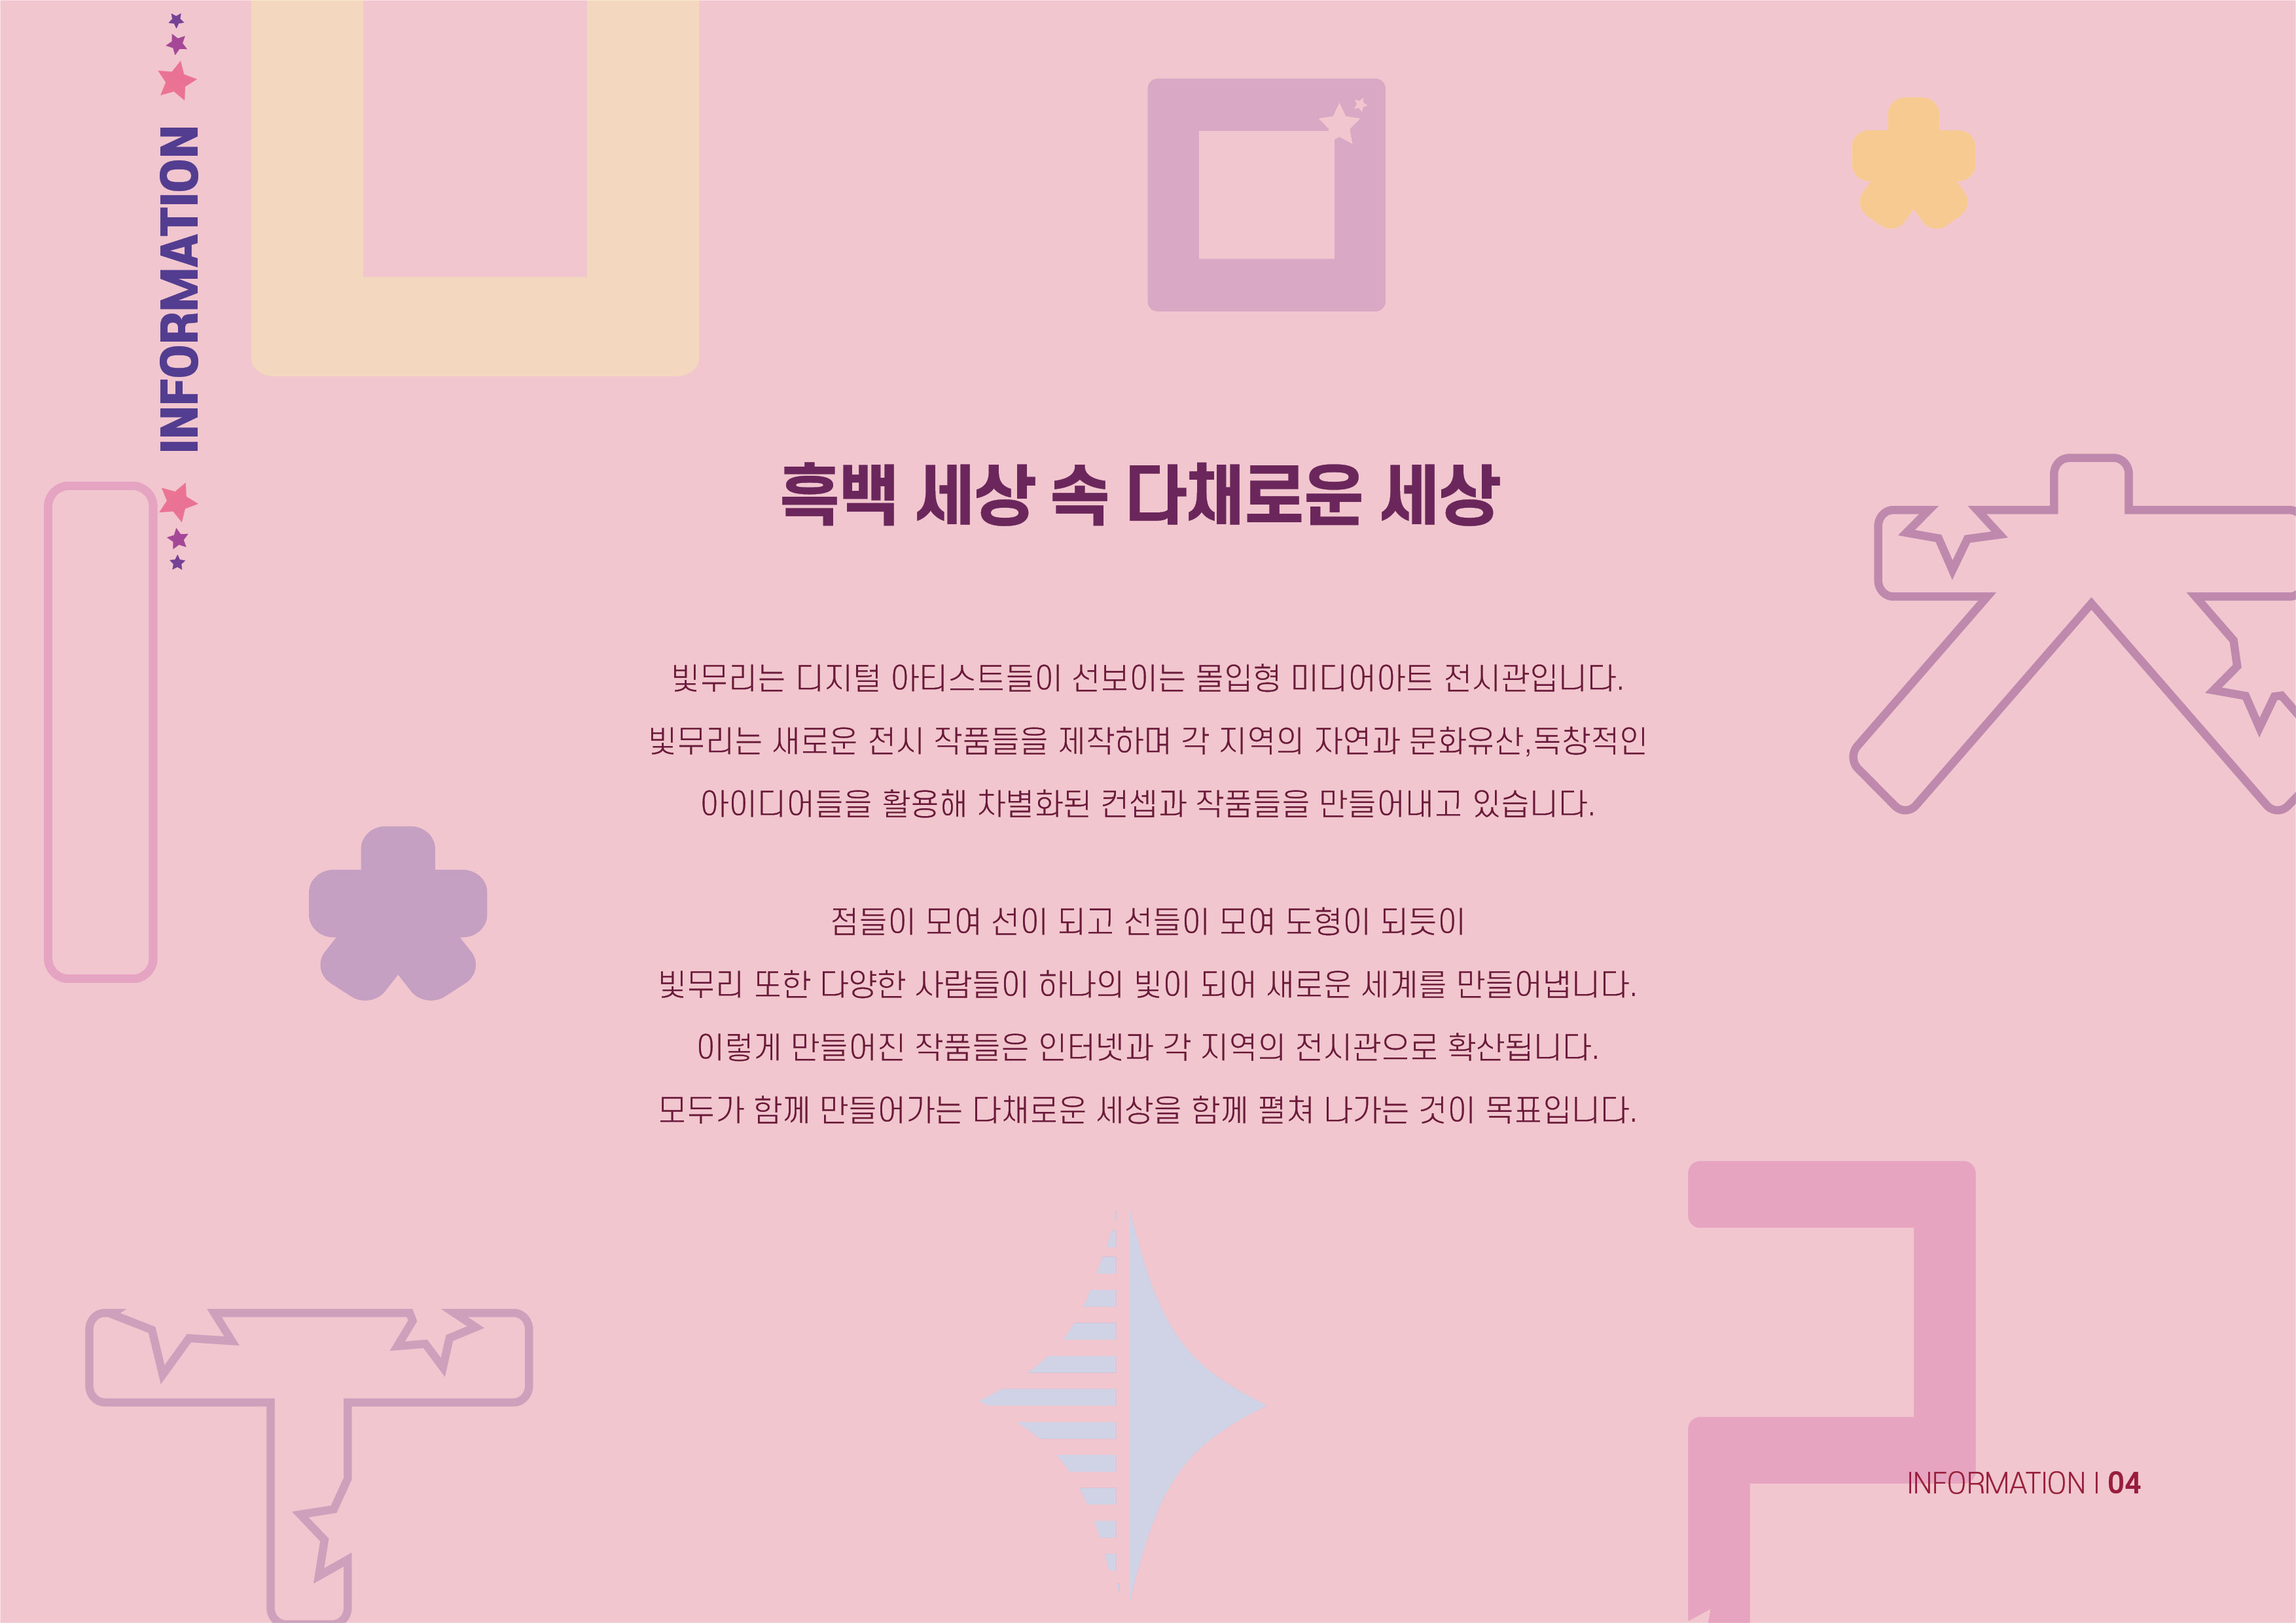 INFORMATION
흑백 세상 속 다채로운 세상
빛무리는 디지털 아티스트들이 선보이는 몰입형 미디어아트 전시관입니다.
빛무리는 새로운 전시 작품들을 제작하며 각 지역의 자연과 문화유산,독창적인
아이디어들을 활용해 차별화된 컨셉과 작품들을 만들어내고 있습니다.
점들이 모여 선이 되고 선들이 모여 도형이 되듯이
빛무리 또한 다양한 사람들이 하나의 빛이 되어 새로운 세계를 만들어냅니다.
이렇게 만들어진 작품들은 인터넷과 각 지역의 전시관으로 확산됩니다.
모두가 함께 만들어가는 다채로운 세상을 함께 펼쳐 나가는 것이 목표입니다.
INFORMATION | 04